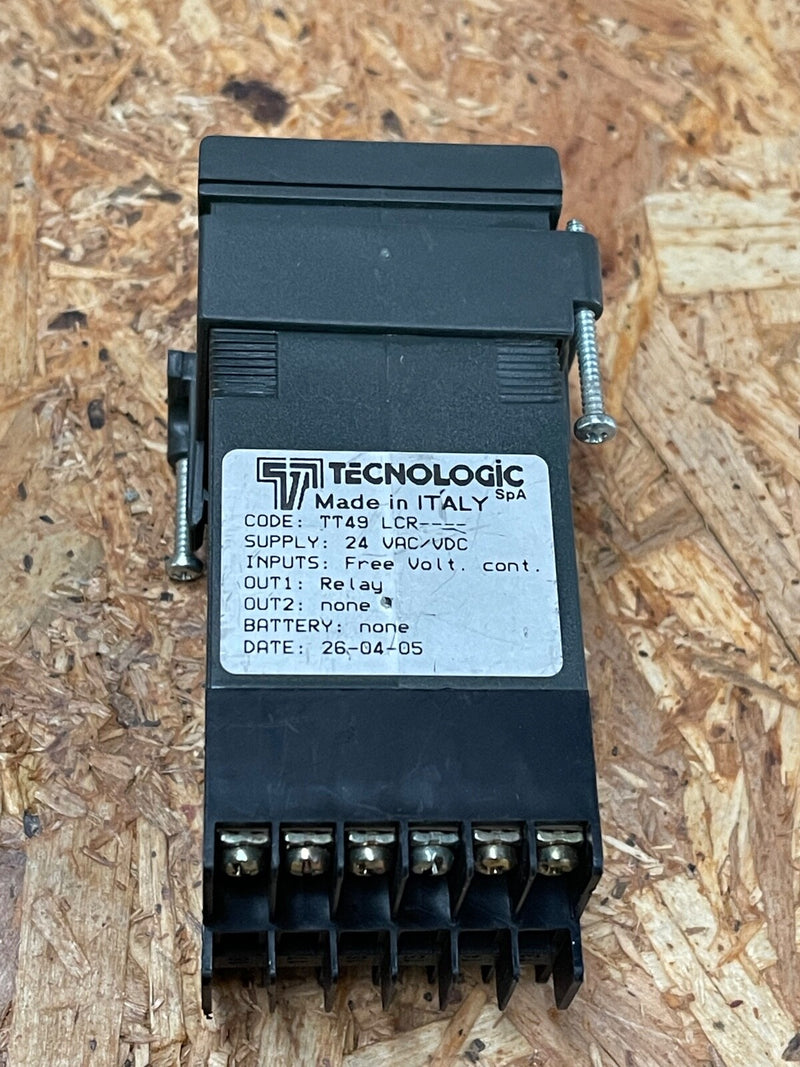 TECNOLOGIC SpA
Made in ITALY
CODE: TT49 LCR----
SUPPLY: 24 VAC/VDC
INPUTS: Free Volt. cont.
OUT1: Relay
OUT2: none
BATTERY: none
DATE: 26-04-05